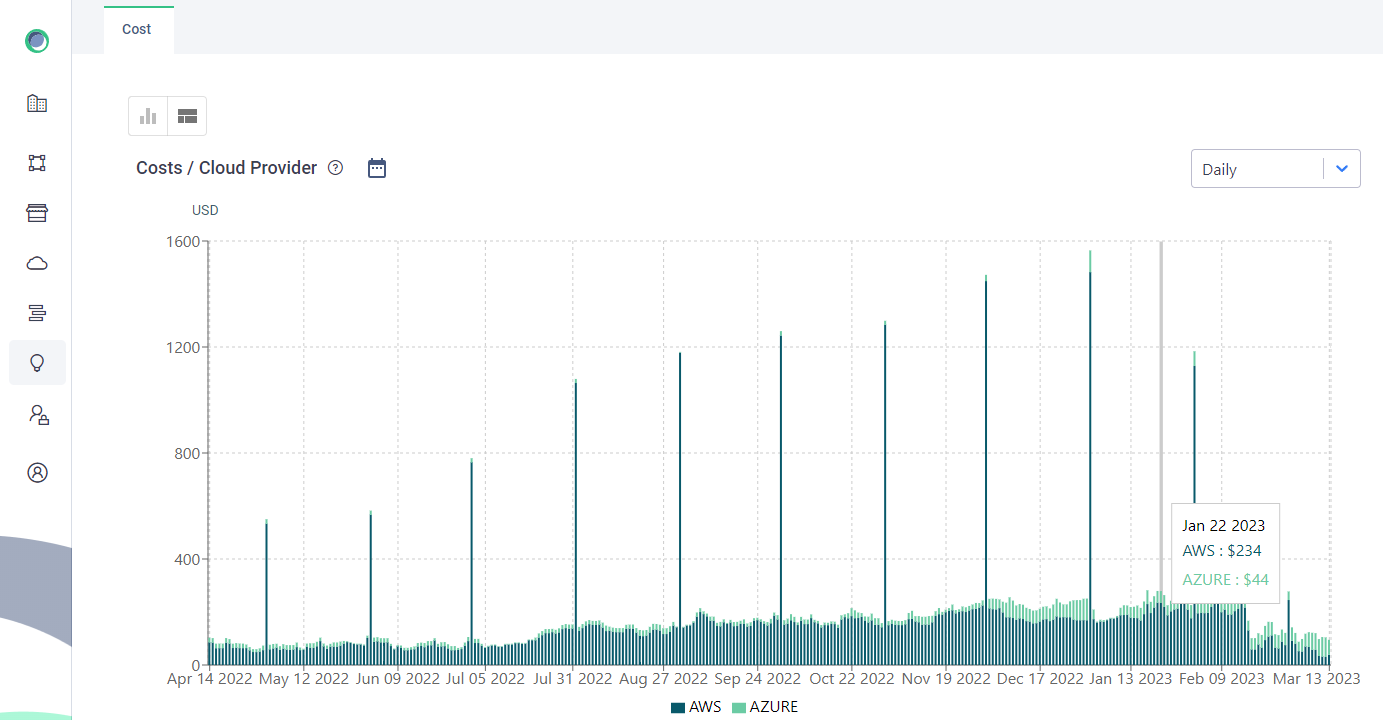 Cost
Costs / Cloud Provider ?
Daily
USD
1600
1200
800
400
0
Jan 22 2023
AWS : $234
AZURE : $44
Apr 14 2022 May 12 2022 Jun 09 2022 Jul 05 2022 Jul 31 2022 Aug 27 2022 Sep 24 2022 Oct 22 2022 Nov 19 2022 Dec 17 2022 Jan 13 2023 Feb 09 2023 Mar 13 2023
AWS AZURE